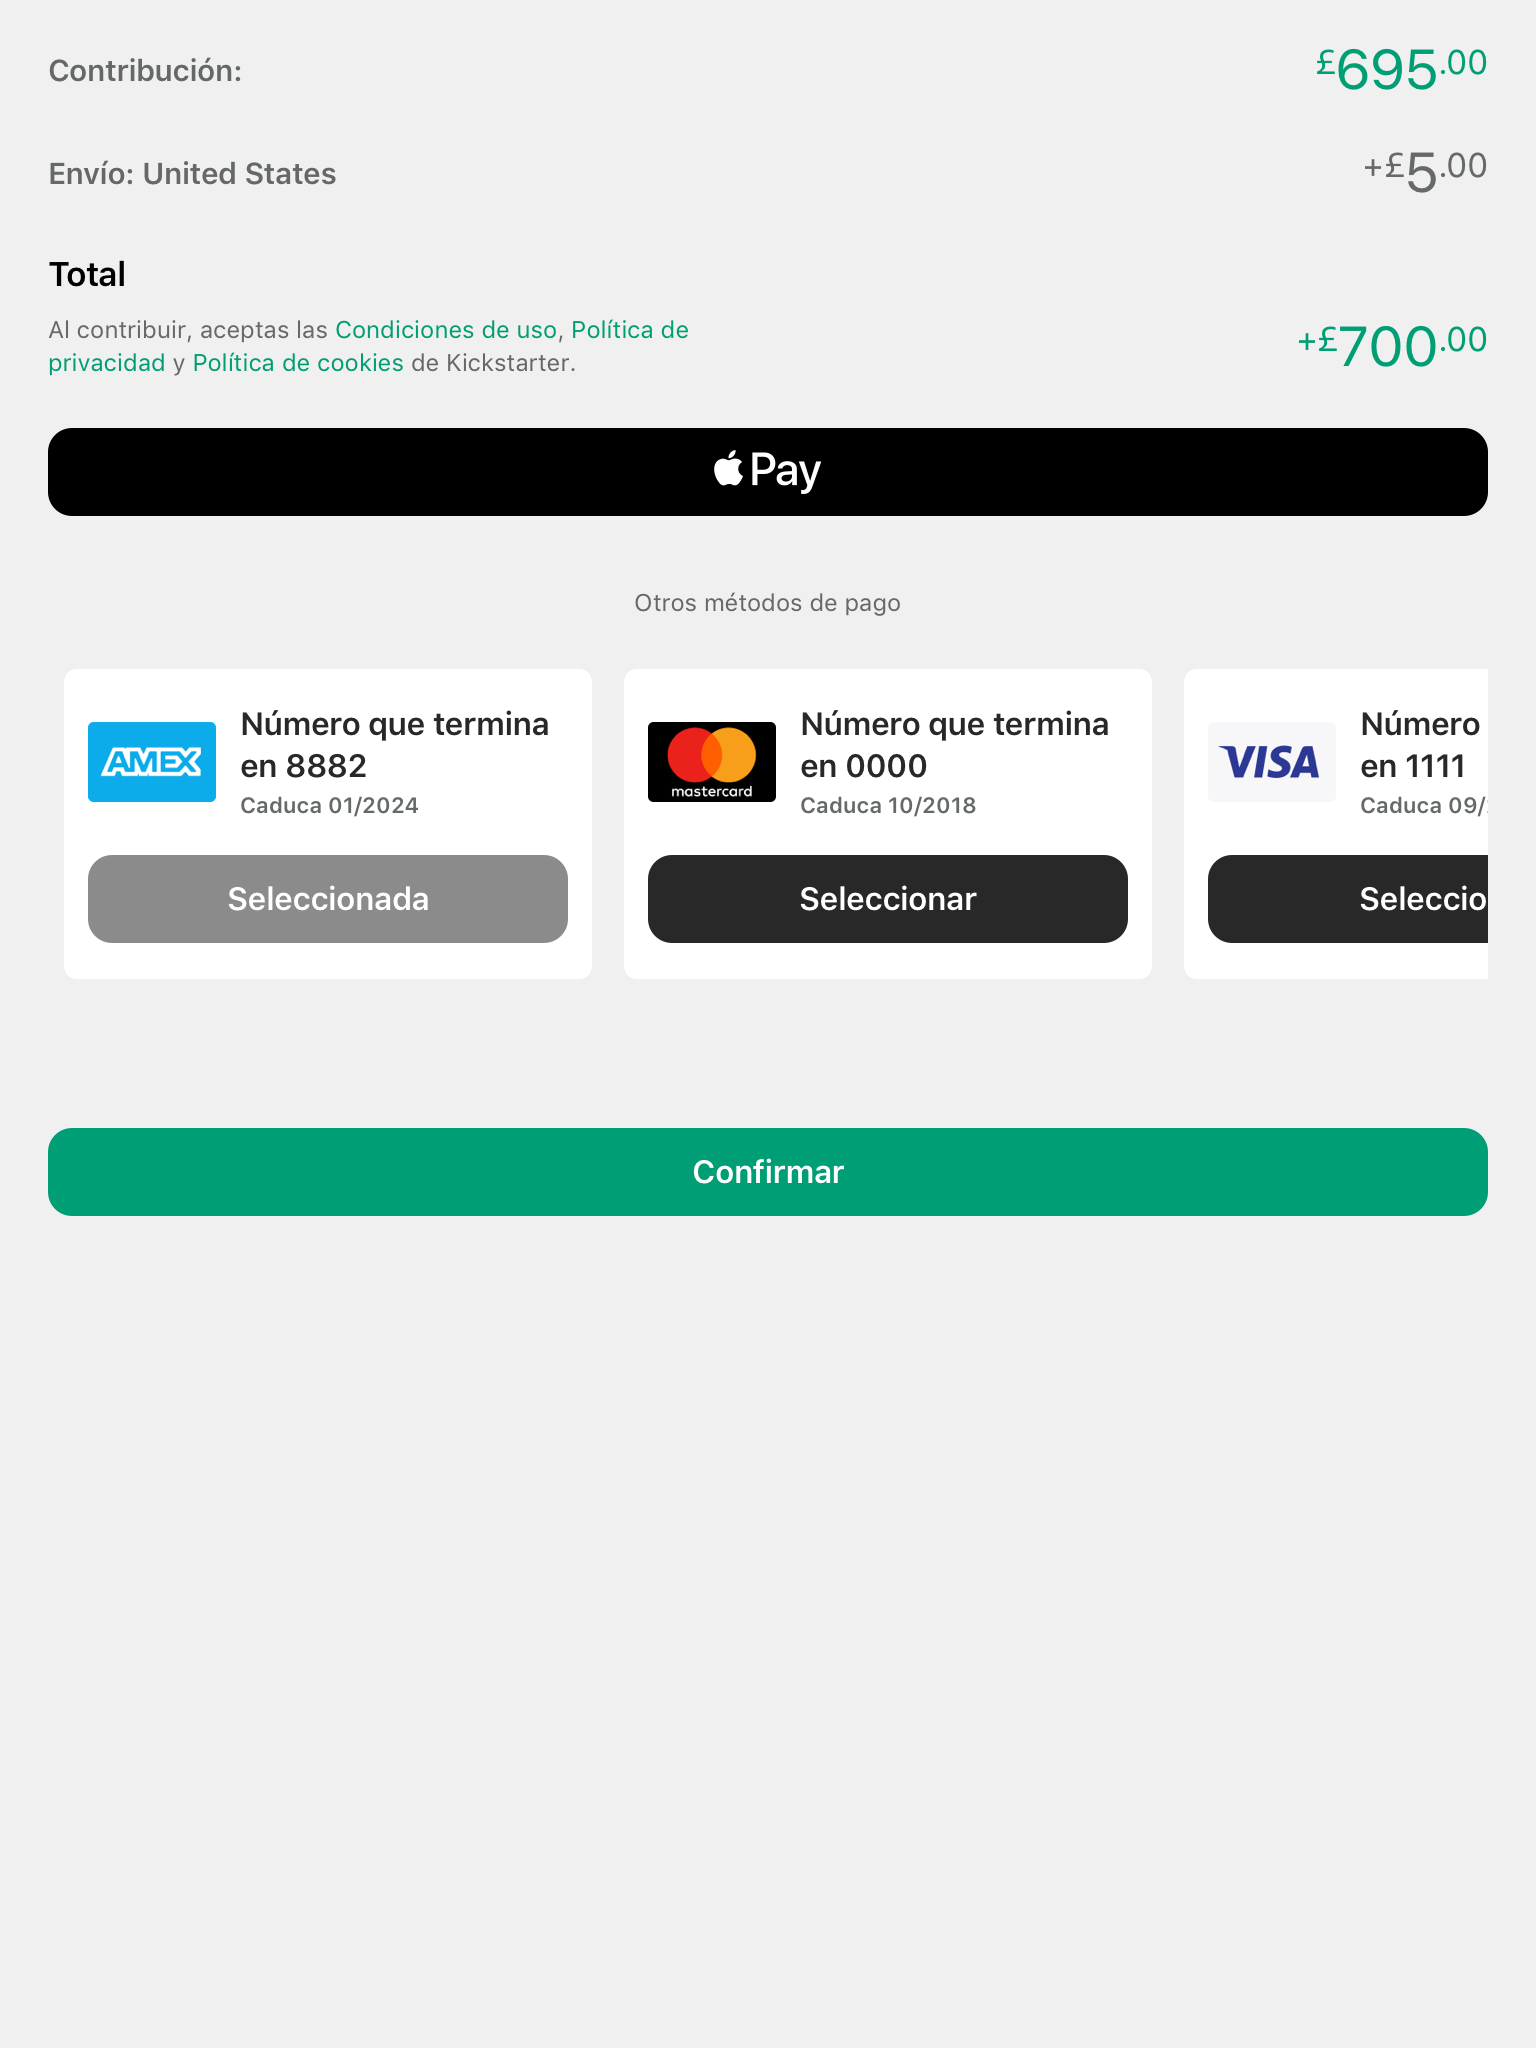 Contribución:
£695.00
Envío: United States
+£5.00
Total
Al contribuir, aceptas las Condiciones de uso, Política de
privacidad y Política de cookies de Kickstarter.
+£700.00
Pay
Otros métodos de pago
AMEX
Número que termina
en 8882
Caduca 01/2024
Seleccionada
mastercard
Número que termina
en 0000
Caduca 10/2018
Seleccionar
VISA
Número
en 1111
Caduca 09/
Seleccio
Confirmar